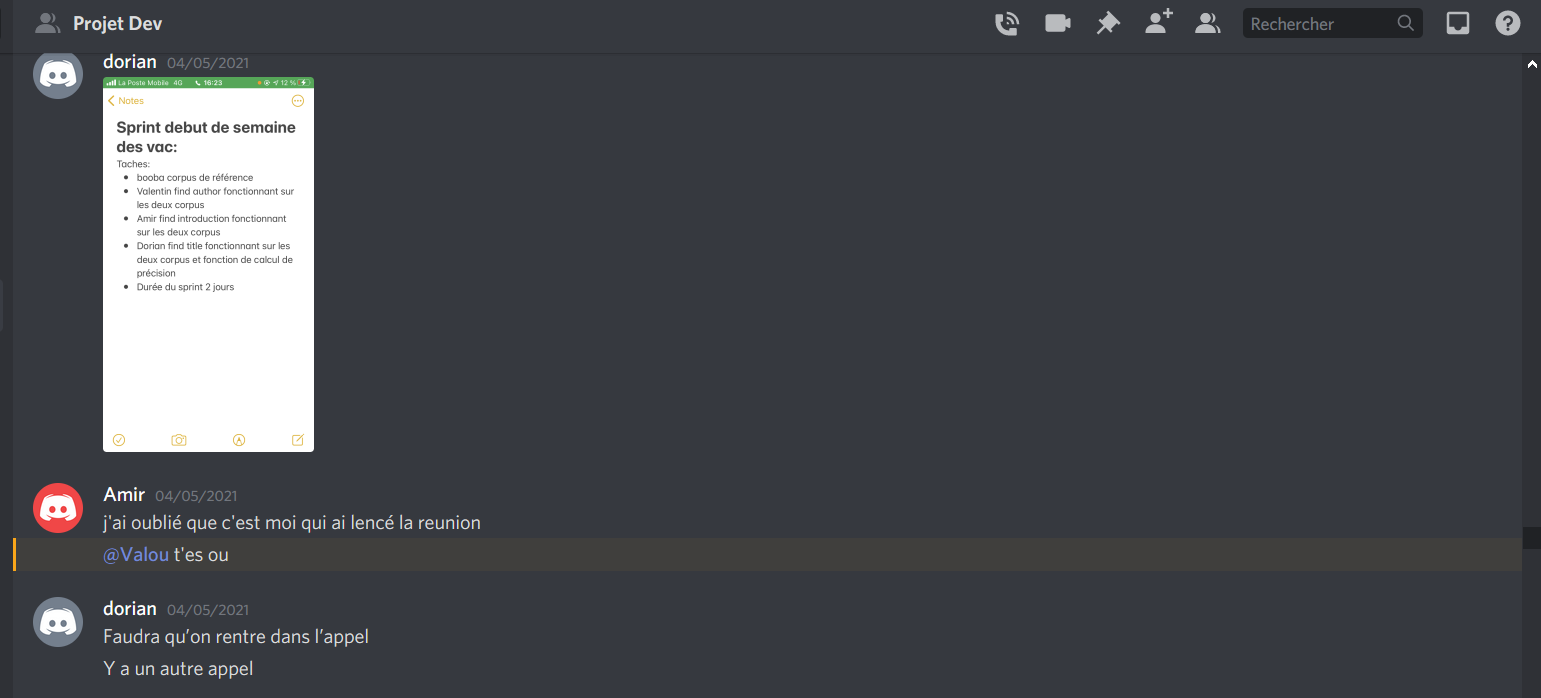 Projet Dev
Rechercher
dorian 04/05/2021
La Poste Mobile 4G 16:23 12 %
Notes
Sprint debut de semaine
des vac:
Taches:
• booba corpus de référence
• Valentin find author fonctionnant sur
les deux corpus
• Amir find introduction fonctionnant
sur les deux corpus
• Dorian find title fonctionnant sur les
deux corpus et fonction de calcul de
précision
• Durée du sprint 2 jours
Amir 04/05/2021
j'ai oublié que c'est moi qui ai lencé la reunion
@Valou t'es ou
dorian 04/05/2021
Faudra qu’on rentre dans l’appel
Y a un autre appel